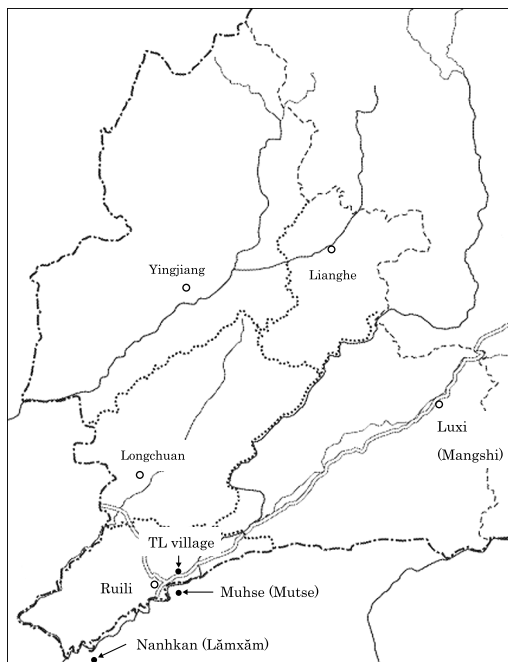 Yingjiang
Lianghe
Luxi
(Mangshi)
Longchuan
TL village
Ruili
Muhse (Mutse)
Nanhkan (Lămxăm)